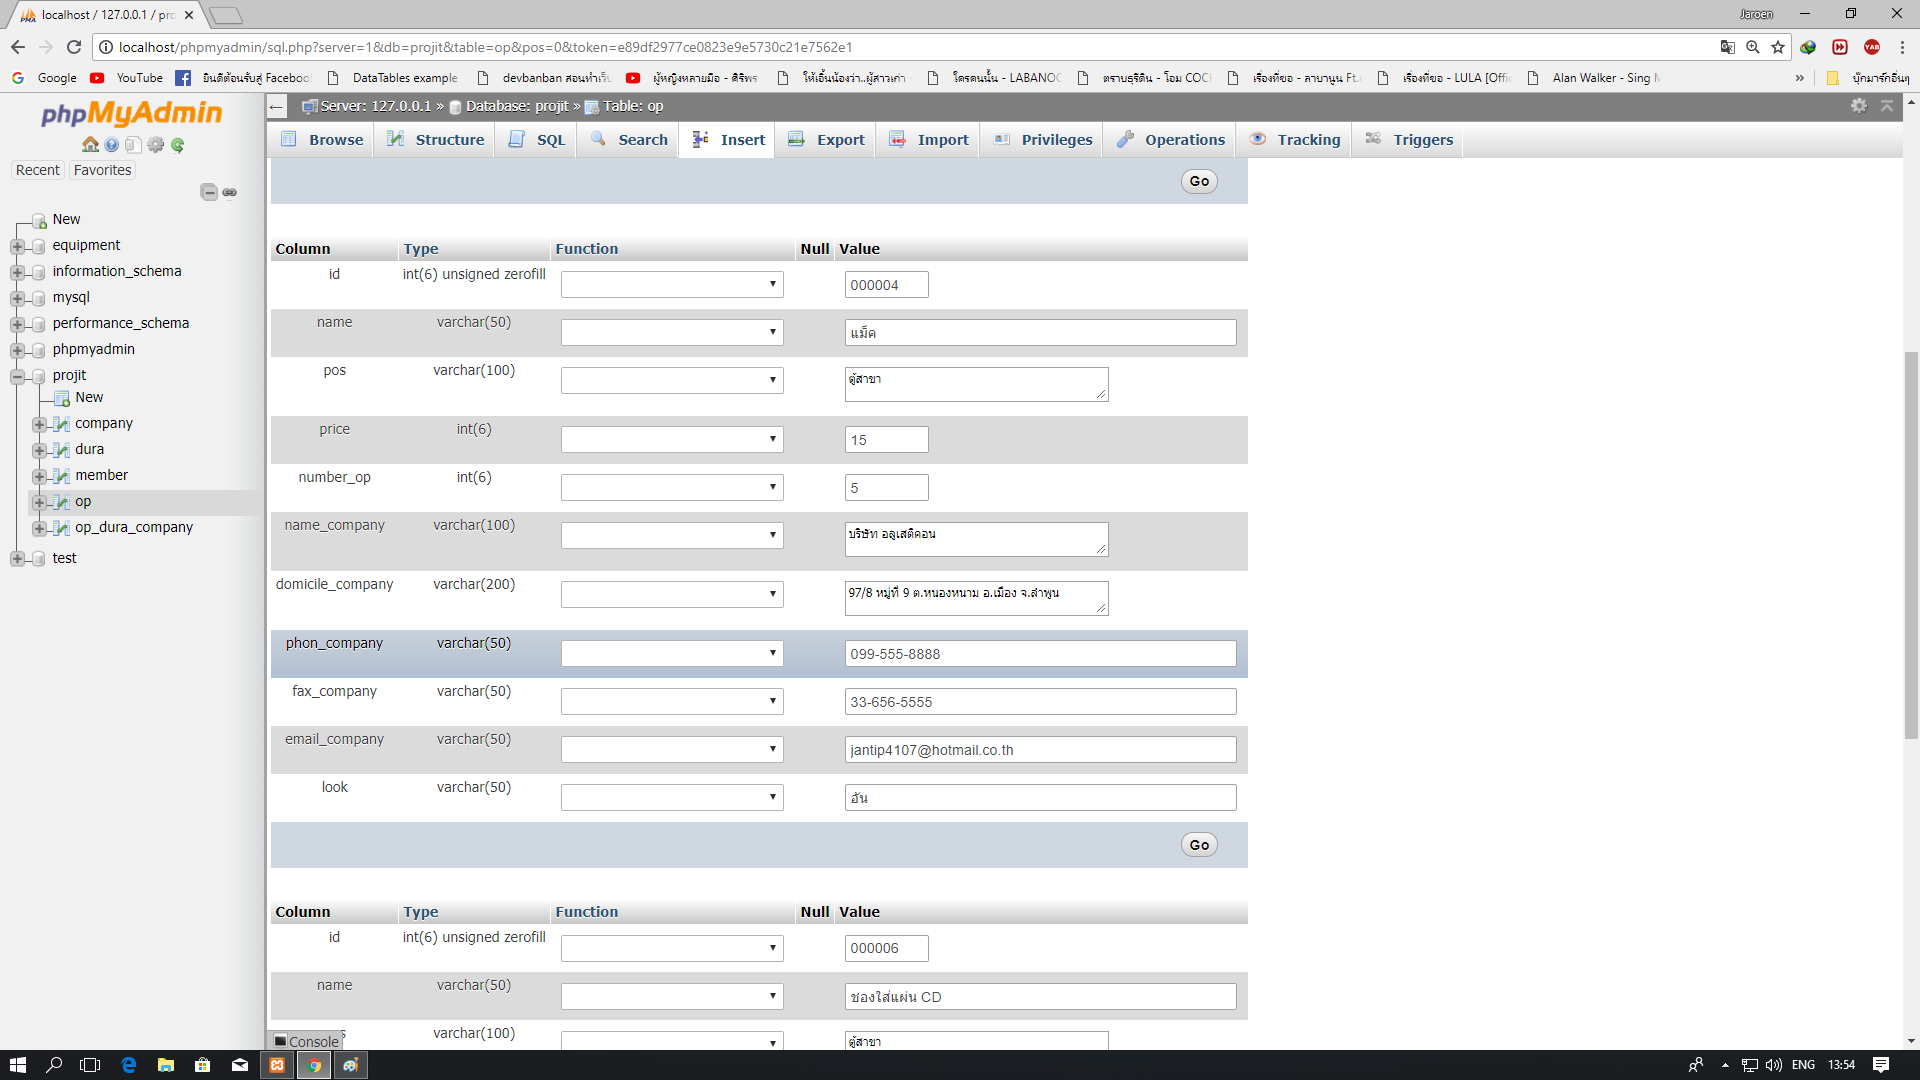 localhost / 127.0.0.1 / pro
Jaroen
localhost/phpmyadmin/sql.php?server=1&db=projit&table=op&pos=0&token=e89df2977ce0823e9e5730c21e7562e1
Google YouTube ยินดีต้อนรับสู่ Faceboo DataTables example devbanban สอนทำเว็บ ผู้หญิงหลายมือ - ศิริพร ให้เอิ้นน้องว่า..ผู้สาวเก่า ใครคนนั้น - LABANOO ตราบธุรีดิน - โอม COC เรื่องที่ขอ - ลาบานูน Ft. เรื่องที่ขอ - LULA [Offic Alan Walker - Sing M » บุ๊กมาร์กอื่นๆ
phpMyAdmin
Recent Favorites
New
equipment
information_schema
mysql
performance_schema
phpmyadmin
projit
New
company
dura
member
op
op_dura_company
test
Server: 127.0.0.1 » Database: projit » Table: op
Browse Structure SQL Search Insert Export Import Privileges Operations Tracking Triggers
Go
Column Type Function Null Value
id int(6) unsigned zerofill 000004
name varchar(50) แม็ค
pos varchar(100) ตู้สาขา
price int(6) 15
number_op int(6) 5
name_company varchar(100) บริษัท อลูเสติคอน
domicile_company varchar(200) 97/8 หมู่ที่ 9 ต.หนองหนาม อ.เมือง จ.ลำพูน
phon_company varchar(50) 099-555-8888
fax_company varchar(50) 33-656-5555
email_company varchar(50) jantip4107@hotmail.co.th
look varchar(50) อัน
Go
Column Type Function Null Value
id int(6) unsigned zerofill 000006
name varchar(50) ซองใส่แผ่น CD
varchar(100) ตู้สาขา
Console
ENG 13:54